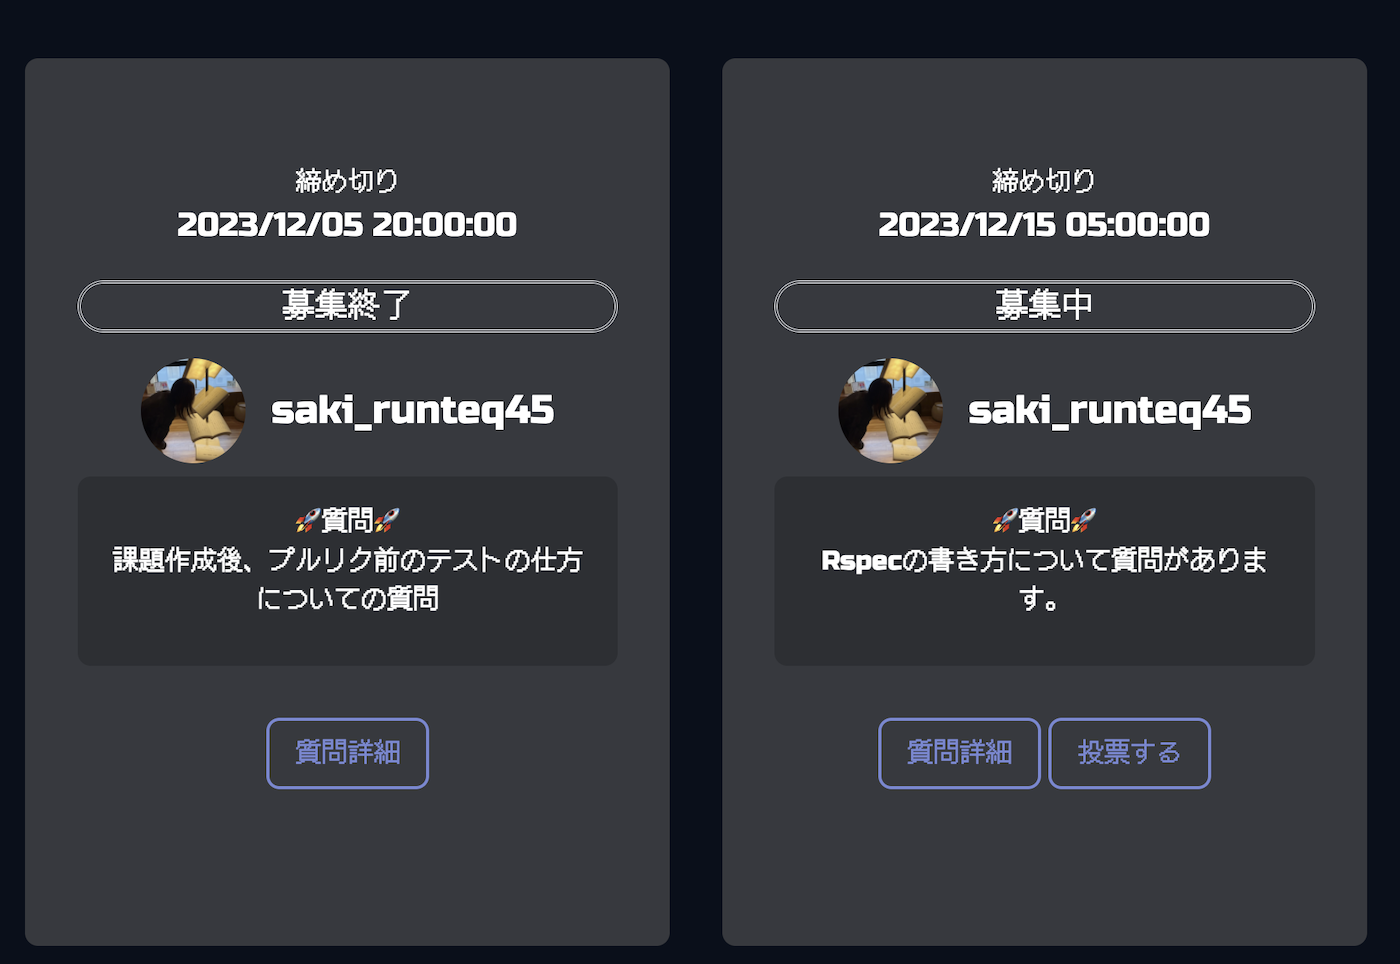 締め切り
2023/12/05 20:00:00
募集終了
saki_runteq45
🚀質問🚀
課題作成後、プルリク前のテストの仕方
についての質問
質問詳細
締め切り
2023/12/15 05:00:00
募集中
saki_runteq45
🚀質問🚀
Rspecの書き方について質問がありま
す。
質問詳細 投票する